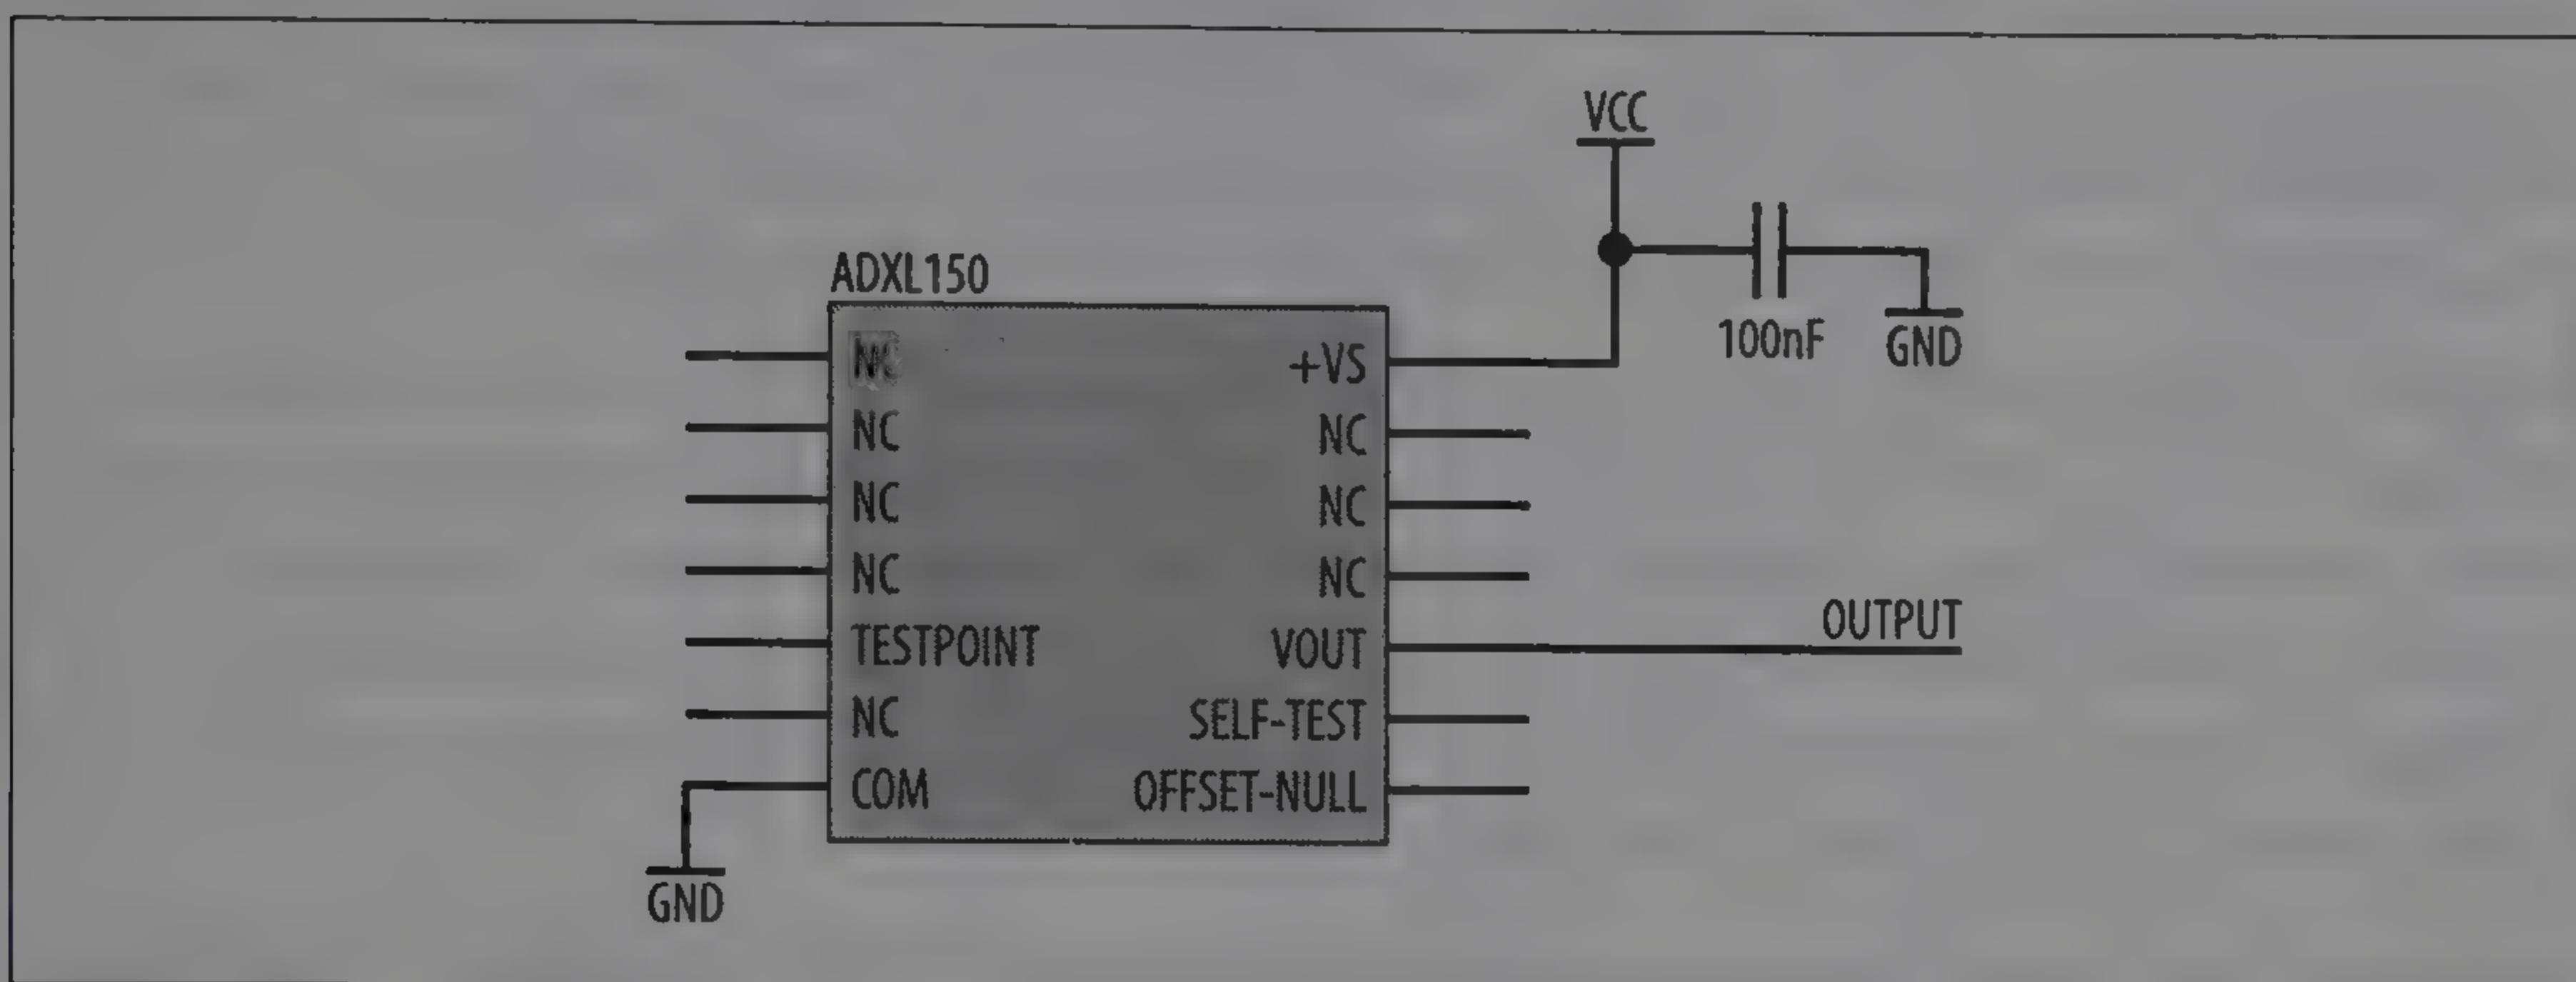 VCC
ADXL150
100nF
GND
NC
+VS
NC
NC
NC
NC
NC
NC
TESTPOINT
VOUT
OUTPUT
NC
SELF-TEST
COM
OFFSET-NULL
GND